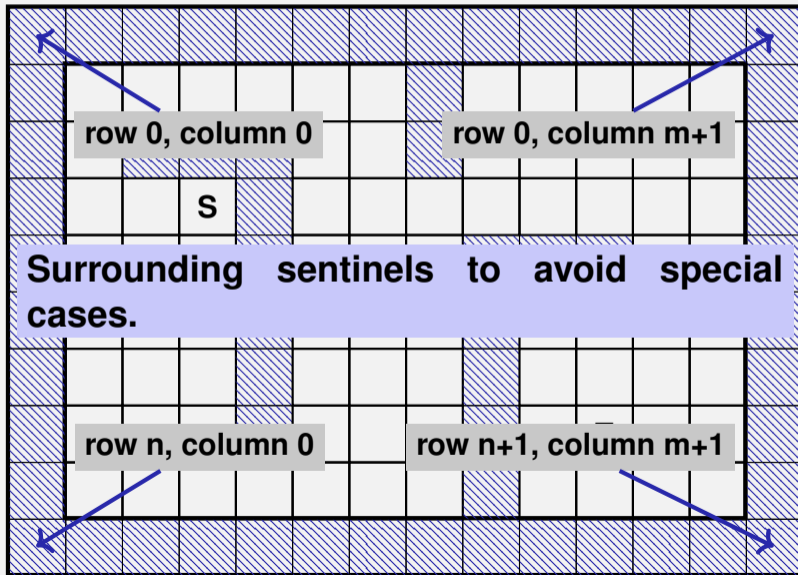 row 0, column 0
row 0, column m+1
S
Surrounding sentinels to avoid special
cases.
row n, column 0
row n+1, column m+1